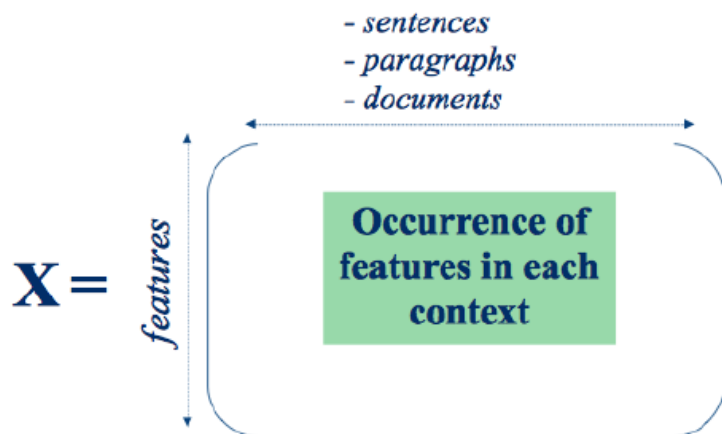 - sentences
- paragraphs
- documents
features
X =
Occurrence of
features in each
context